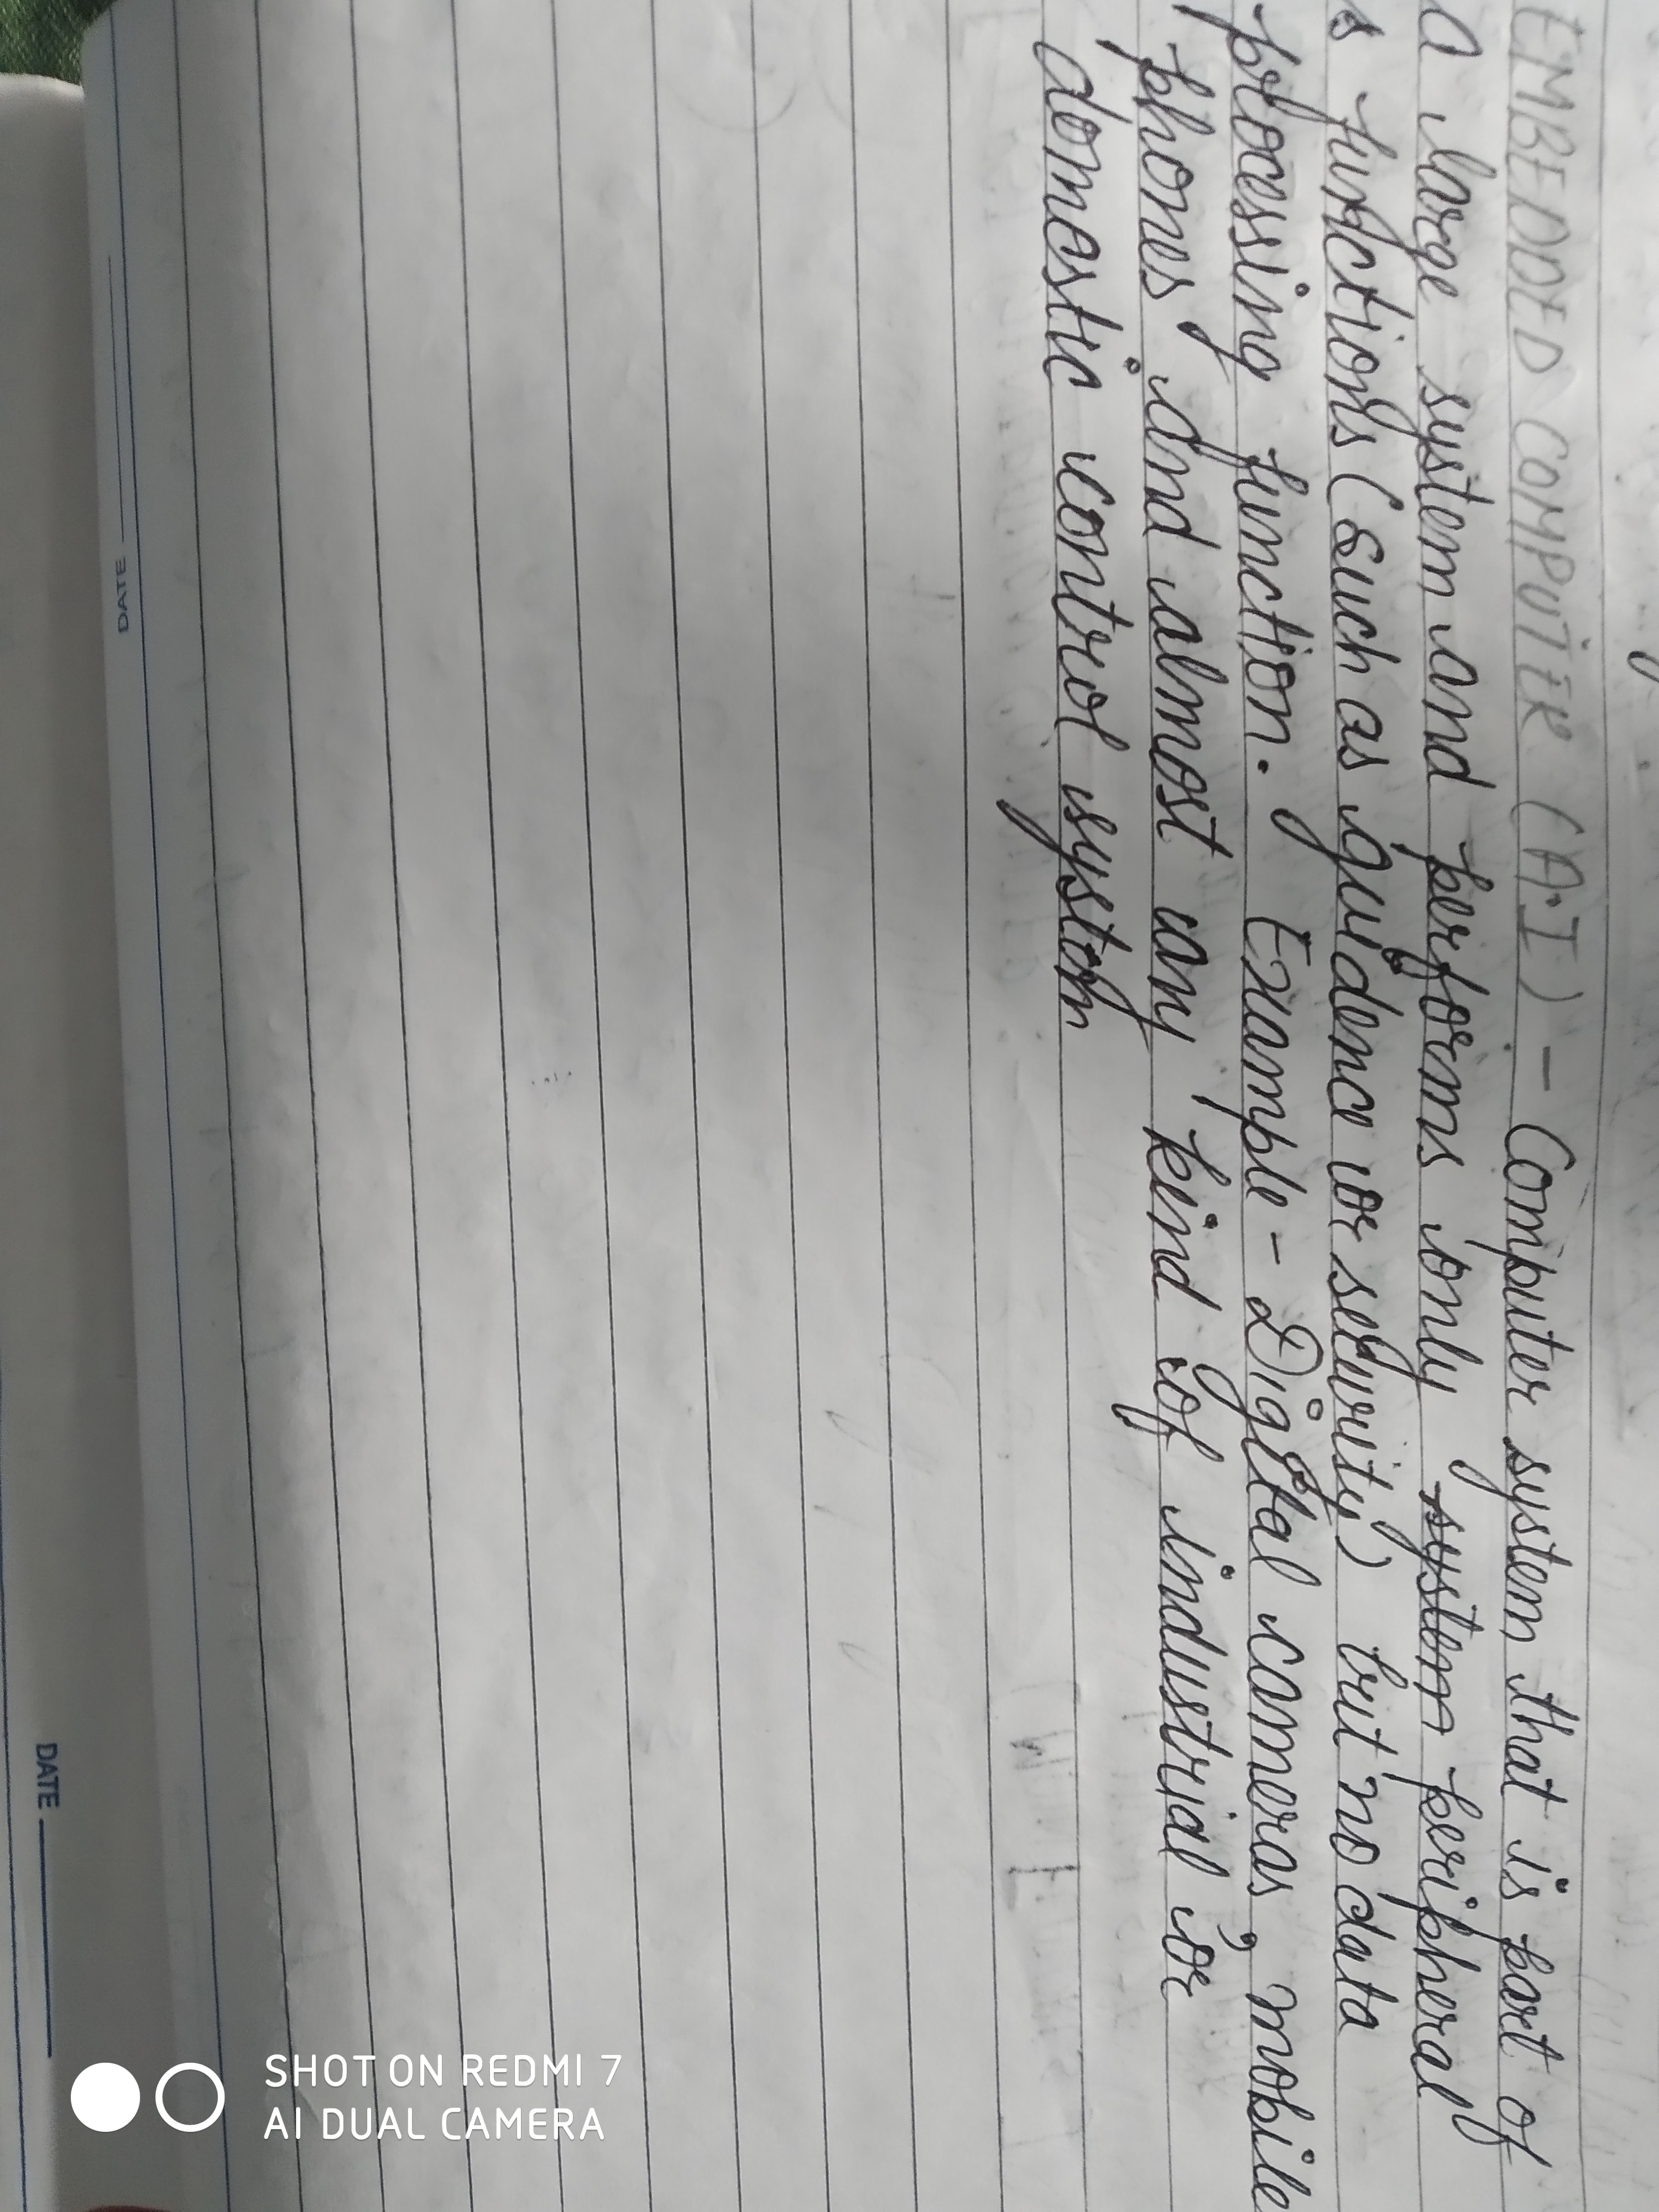 EMBEDDED COMPUTER (A.I) - Computer system that is part of
a large system and performs only system peripheral
s functions (such as guidence or security) but no data
processing function. Example - Digital cameras, mobile
phones, and almost any kind of industrial or
domestic control system
DATE
DATE
SHOT ON REDMI 7
AI DUAL CAMERA